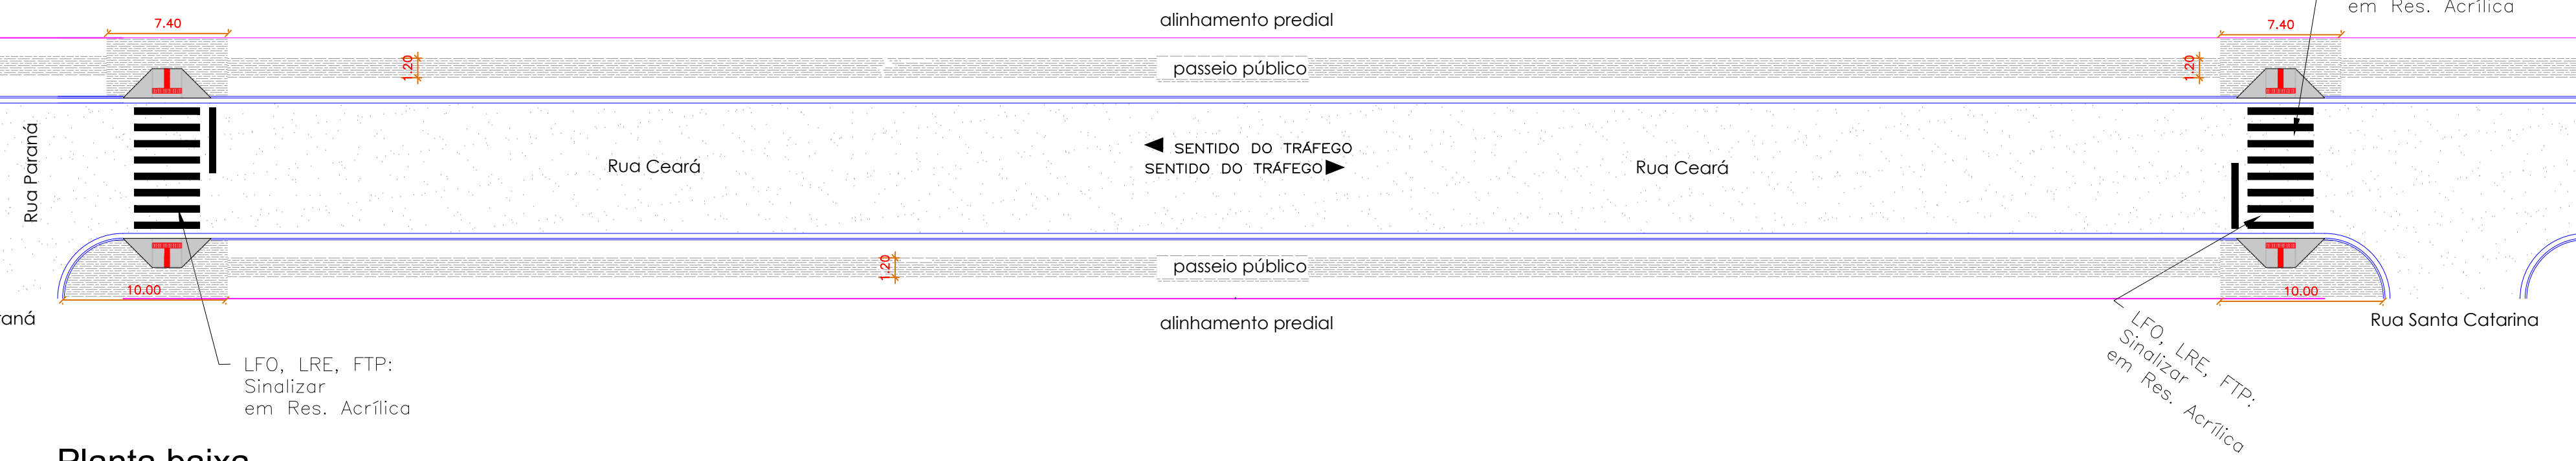 7.40
alinhamento predial
7.40
em Res. Acrílica
1.20
passeio público
1.20
Rua Paraná
Rua Ceará
SENTIDO DO TRÁFEGO
SENTIDO DO TRÁFEGO
Rua Ceará
1.20
passeio público
10.00
10.00
alinhamento predial
Rua Santa Catarina
LFO, LRE, FTP:
Sinalizar
em Res. Acrílica
LFO, LRE, FTP:
Sinalizar
em Res. Acrílica
Planta baixa